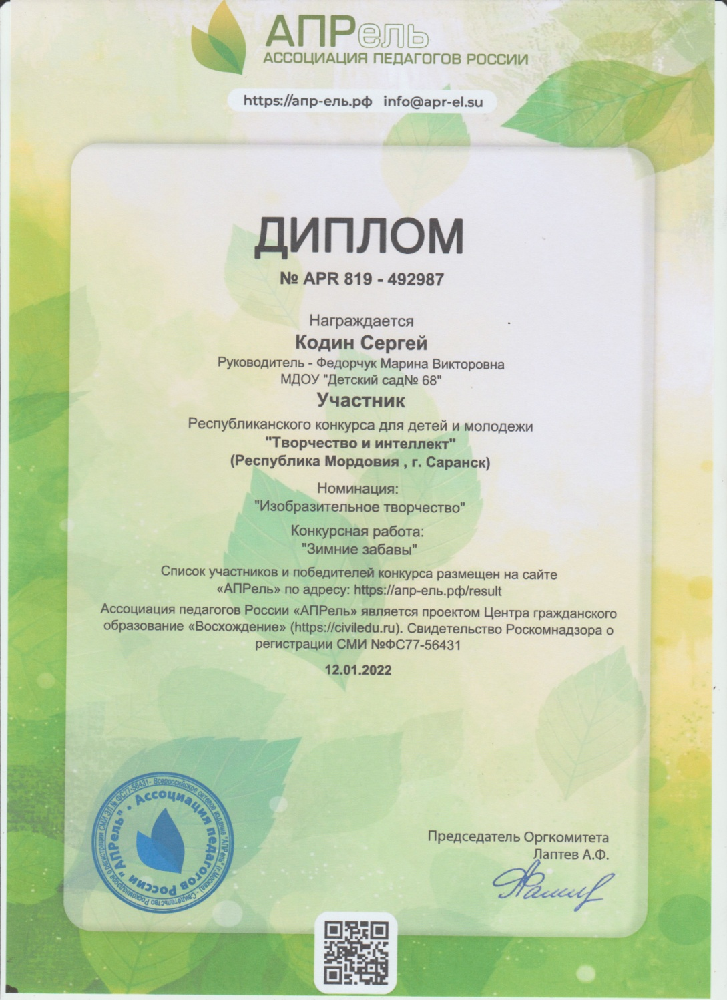 АПРель
АССОЦИАЦИЯ ПЕДАГОГОВ РОССИИ
https://апр-ель.рф info@apr-el.su
ДИПЛОМ
№ APR 819 - 492987
Награждается
Кодин Сергей
Руководитель - Федорчук Марина Викторовна
МДОУ "Детский сад№ 68"
Участник
Республиканского конкурса для детей и молодежи
"Творчество и интеллект"
(Республика Мордовия , г. Саранск)
Номинация:
"Изобразительное творчество"
Конкурсная работа:
"Зимние забавы"
Список участников и победителей конкурса размещен на сайте
«АПРель» по адресу: https://апр-ель.рф/result
Ассоциация педагогов России «АПРель» является проектом Центра гражданского
образование «Восхождение» (https://civiledu.ru). Свидетельство Роскомнадзора о
регистрации СМИ №ФС77-56431
12.01.2022
Ассоциация педагогов России "АПРель" •
Всероссийское сетевое издание "АПРель" (г.Москва) - Свидетельство Роскомнадзора о регистрации СМИ ЭЛ № ФС77-56431-
Председатель Оргкомитета
Лаптев А.Ф.